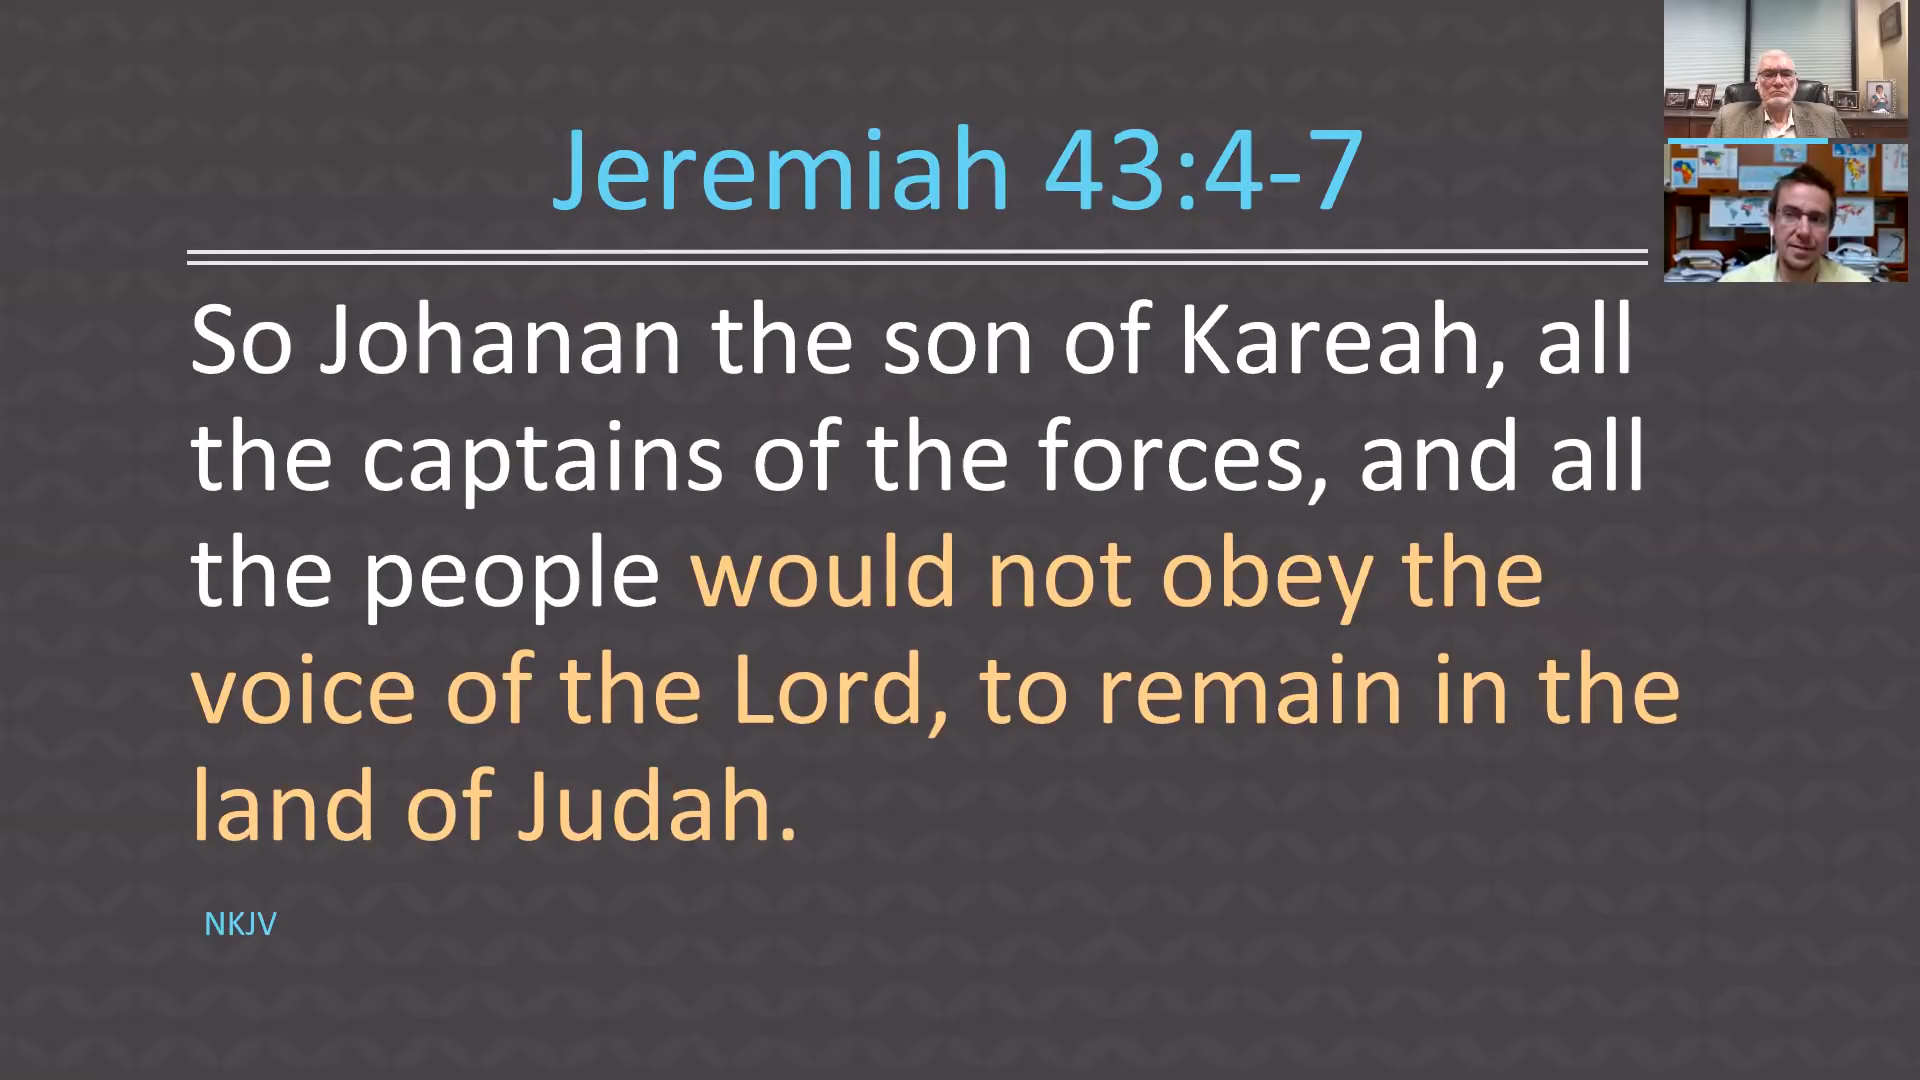 Jeremiah 43:4-7
So Johanan the son of Kareah, all
the captains of the forces, and all
the people would not obey the
voice of the Lord, to remain in the
land of Judah.
NKJV